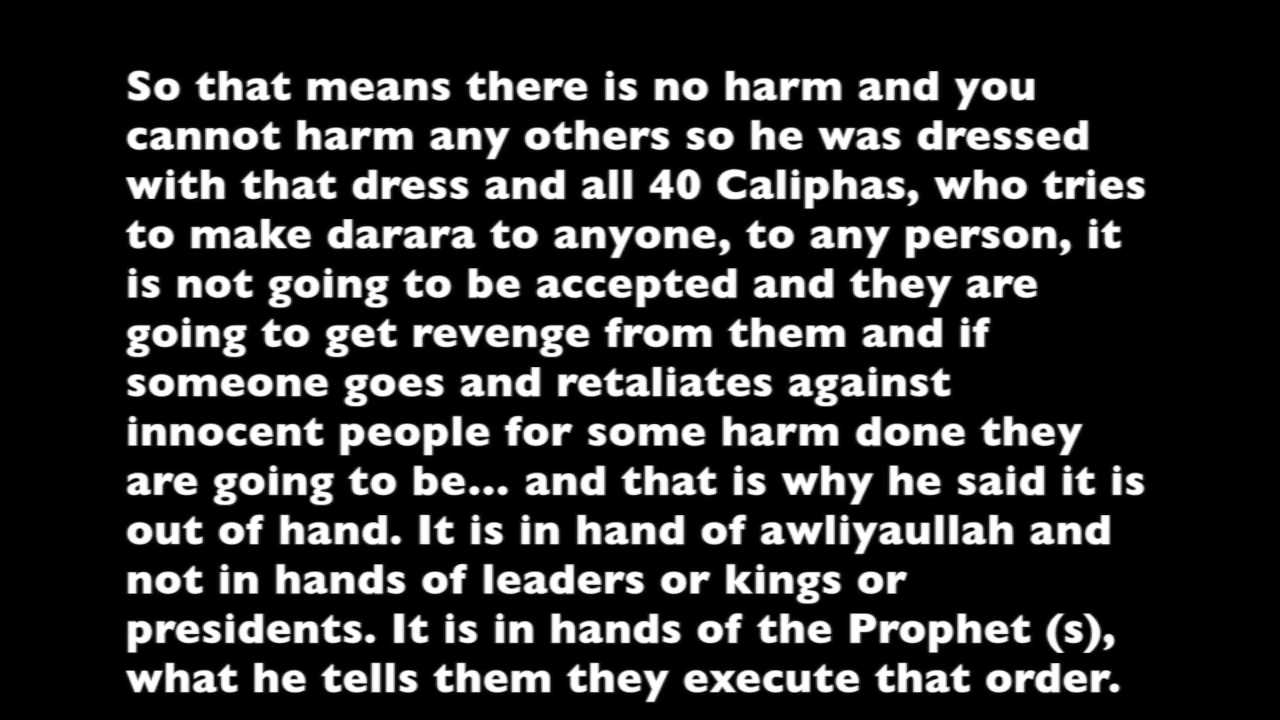 So that means there is no harm and you
cannot harm any others so he was dressed
with that dress and all 40 Caliphas, who tries
to make darara to anyone, to any person, it
is not going to be accepted and they are
going to get revenge from them and if
someone goes and retaliates against
innocent people for some harm done they
are going to be... and that is why he said it is
out of hand. It is in hand of awliyaullah and
not in hands of leaders or kings or
presidents. It is in hands of the Prophet (s),
what he tells them they execute that order.